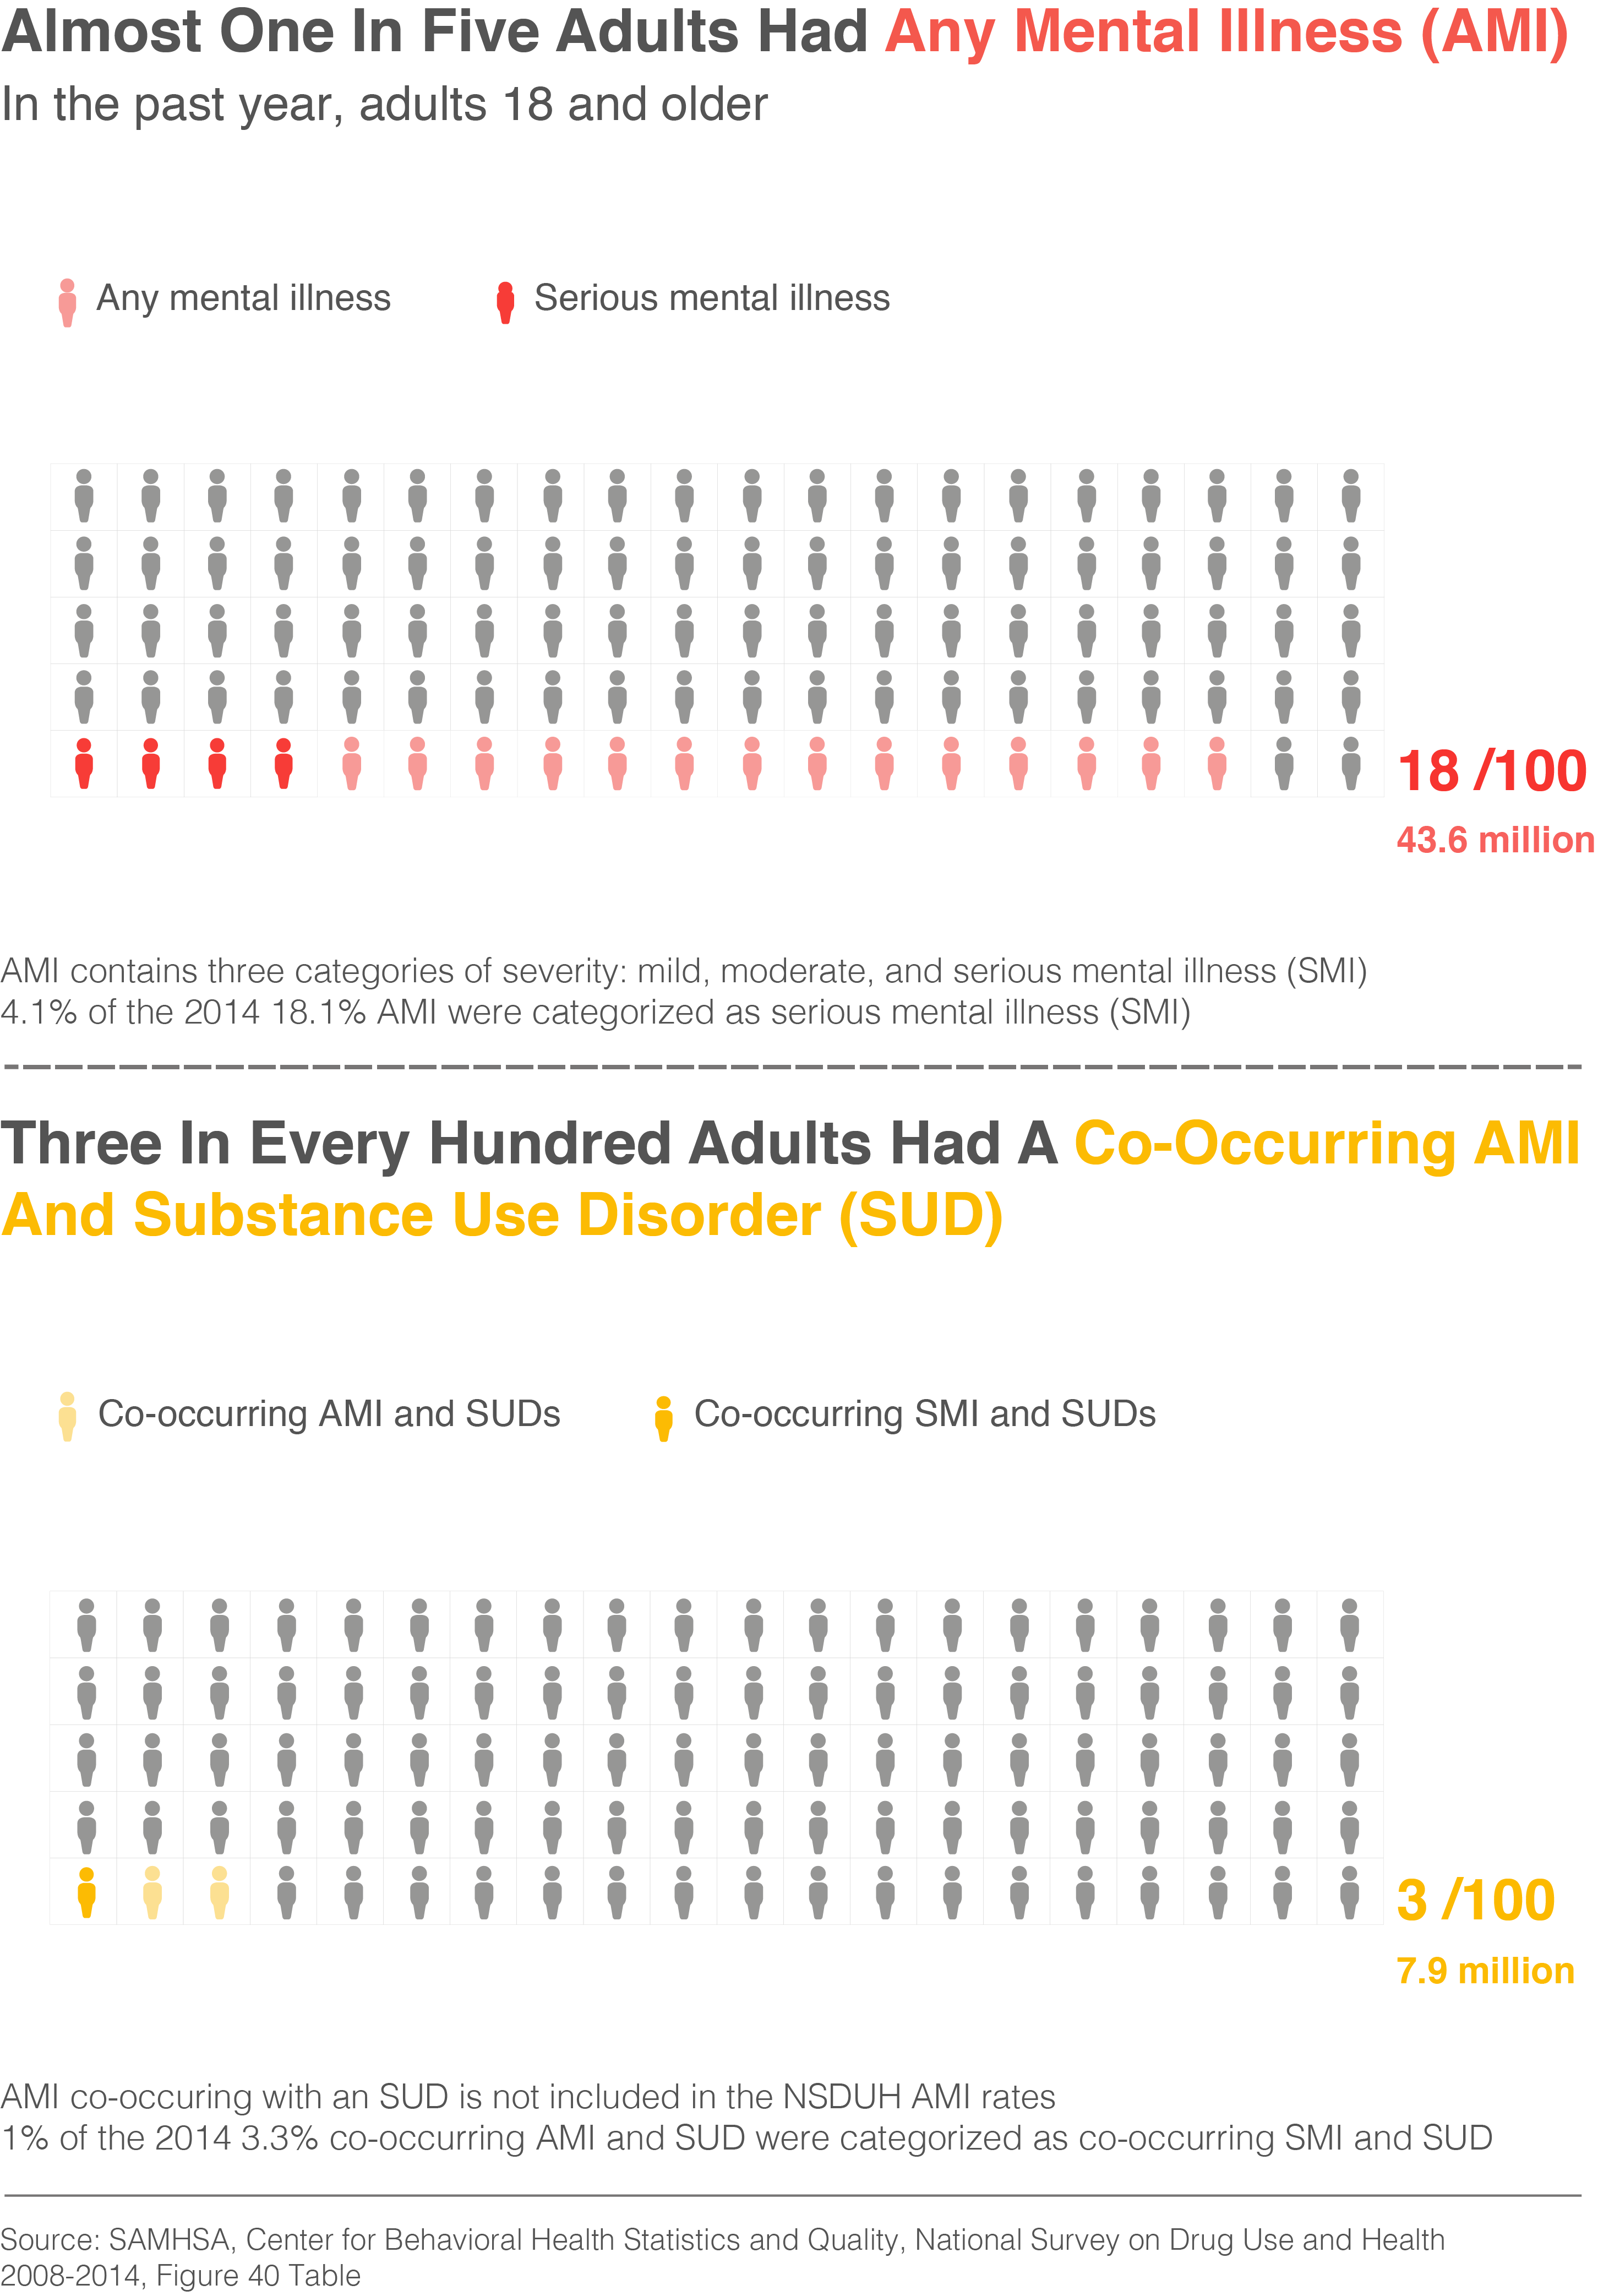 Almost One In Five Adults Had Any Mental Illness (AMI)
In the past year, adults 18 and older
Any mental illness
Serious mental illness
18 /100
43.6 million
AMI contains three categories of severity: mild, moderate, and serious mental illness (SMI)
4.1% of the 2014 18.1% AMI were categorized as serious mental illness (SMI)
Three In Every Hundred Adults Had A Co-Occurring AMI
And Substance Use Disorder (SUD)
Co-occurring AMI and SUDs
Co-occurring SMI and SUDs
3 /100
7.9 million
AMI co-occuring with an SUD is not included in the NSDUH AMI rates
1% of the 2014 3.3% co-occurring AMI and SUD were categorized as co-occurring SMI and SUD
Source: SAMHSA, Center for Behavioral Health Statistics and Quality, National Survey on Drug Use and Health
2008-2014, Figure 40 Table